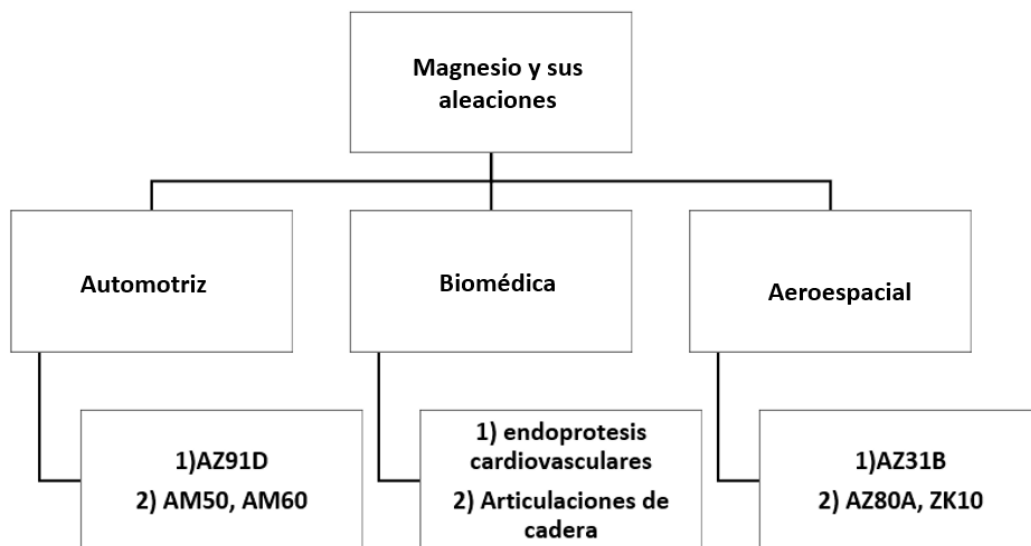 Magnesio y sus
aleaciones
Automotriz
Biomédica
Aeroespacial
1)AZ91D
2) AM50, AM60
1) endoprotesis
cardiovasculares
2) Articulaciones de
cadera
1)AZ31B
2) AZ80A, ZK10